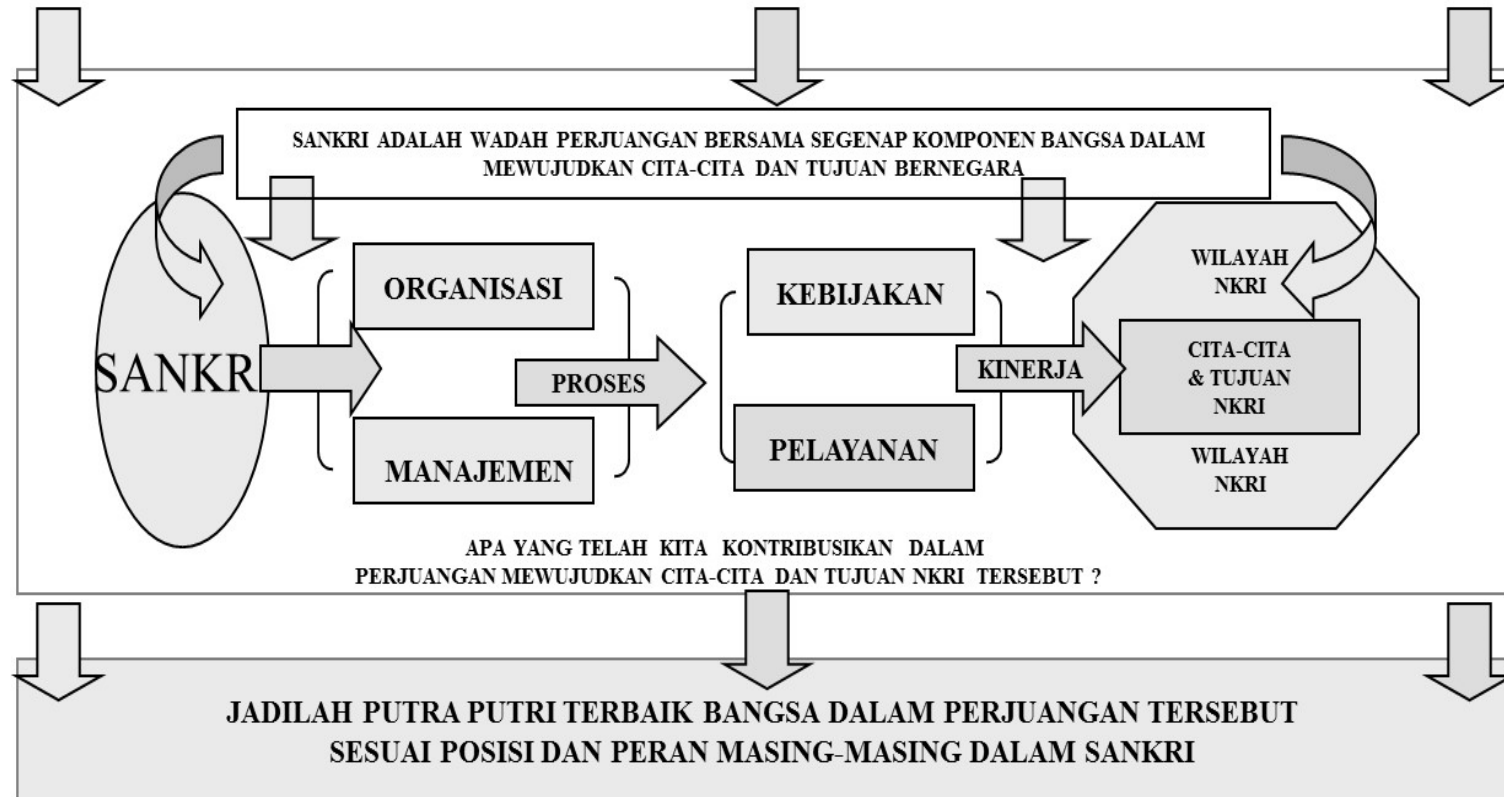 SANKRI ADALAH WADAH PERJUANGAN BERSAMA SEGENAP KOMPONEN BANGSA DALAM
MEWUJUDKAN CITA-CITA DAN TUJUAN BERNEGARA
SANKR
ORGANISASI
MANAJEMEN
PROSES
KEBIJAKAN
PELAYANAN
KINERJA
WILAYAH
NKRI
CITA-CITA
& TUJUAN
NKRI
WILAYAH
NKRI
APA YANG TELAH KITA KONTRIBUSIKAN DALAM
PERJUANGAN MEWUJUDKAN CITA-CITA DAN TUJUAN NKRI TERSEBUT ?
JADILAH PUTRA PUTRI TERBAIK BANGSA DALAM PERJUANGAN TERSEBUT
SESUAI POSISI DAN PERAN MASING-MASING DALAM SANKRI